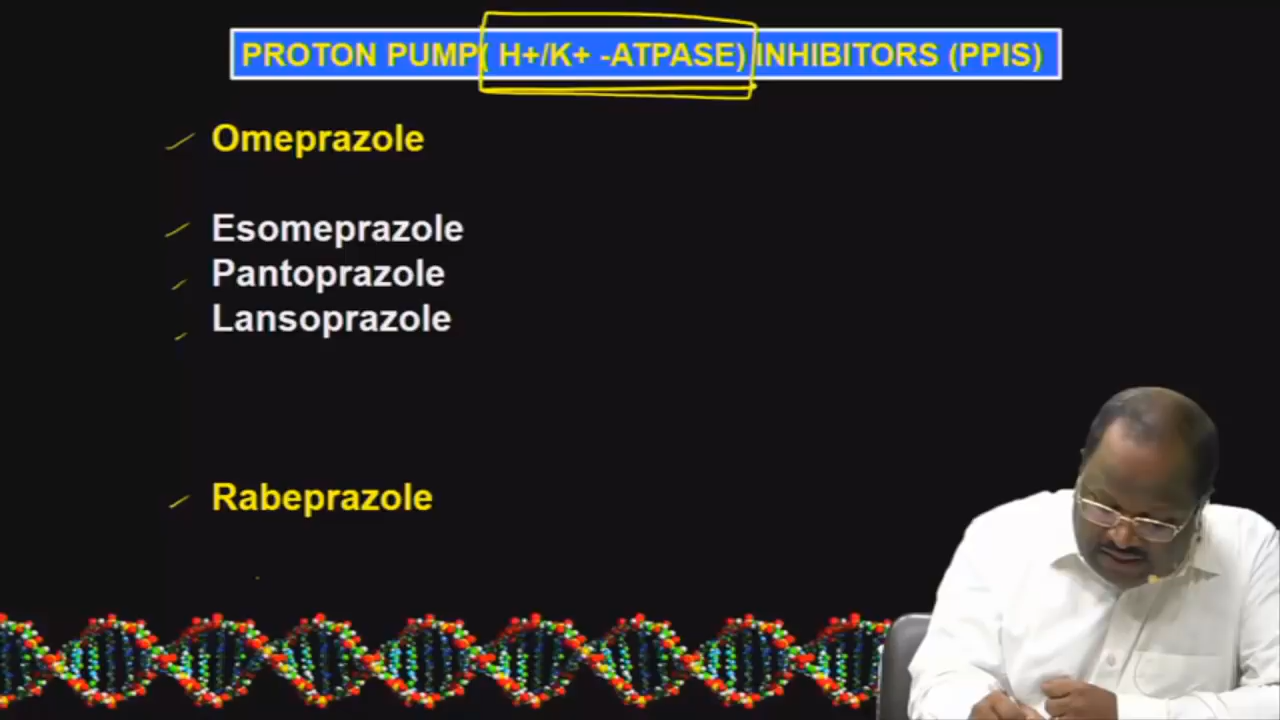 PROTON PUMP( H+/K+ -ATPASE) INHIBITORS (PPIS)
Omeprazole
Esomeprazole
Pantoprazole
Lansoprazole
Rabeprazole